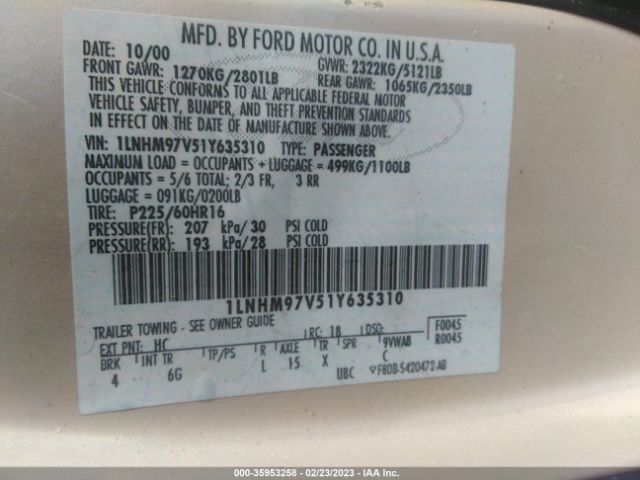 MFD. BY FORD MOTOR CO. IN U.S.A.
DATE: 10/00
GVWR: 2322KG/5121LB
FRONT GAWR: 1270KG/2801LB
REAR GAWR: 1065KG/2350LB
THIS VEHICLE CONFORMS TO ALL APPLICABLE FEDERAL MOTOR
VEHICLE SAFETY, BUMPER, AND THEFT PREVENTION STANDARDS
IN EFFECT ON THE DATE OF MANUFACTURE SHOWN ABOVE.
VIN: 1LNHM97V51Y635310 TYPE: PASSENGER
MAXIMUM LOAD = OCCUPANTS + LUGGAGE = 499KG/1100LB
OCCUPANTS = 5/6 TOTAL; 2/3 FR, 3 RR
LUGGAGE = 091KG/0200LB
TIRE: P225/60HR16
PRESSURE(FR): 207 kPa/ 30 PSI COLD
PRESSURE(RR): 193 kPa/ 28 PSI COLD
1LNHM97V51Y635310
TRAILER TOWING - SEE OWNER GUIDE
RC: 1B DSO:
F0045
R0045
EXT PNT: HC
BRK INT TR TP/PS R AXLE TR SPR 9VWAB
4 6G L 15 X C
UBC F8DB-5420472-AB
000-35953258 - 02/23/2023 - IAA Inc.